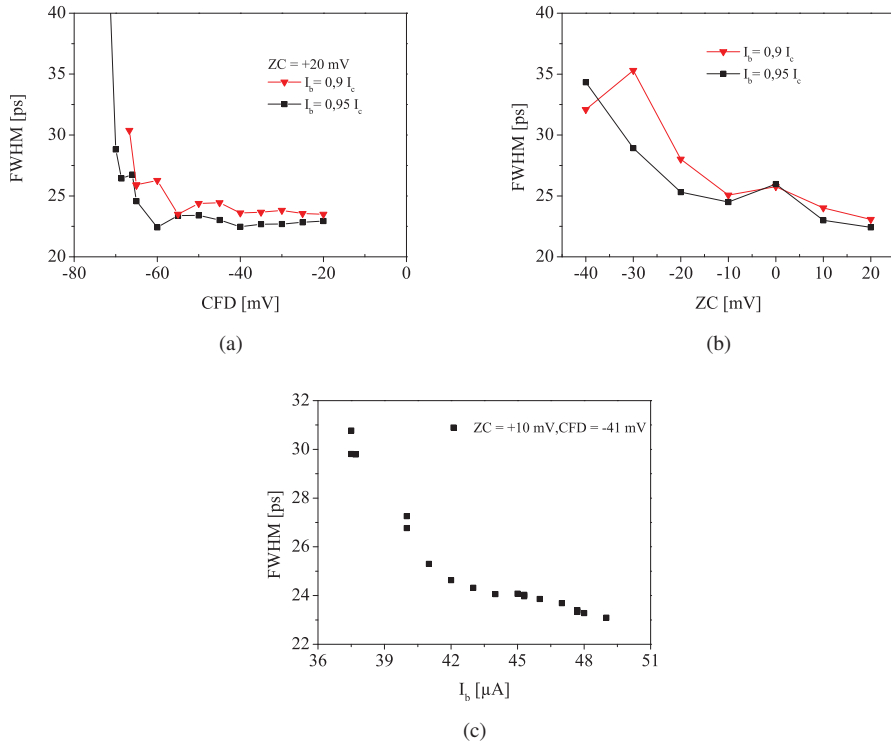 40
35
30
25
20
FWHM [ps]
ZC = +20 mV
I_b = 0,9 I_c
I_b = 0,95 I_c
-80 -60 -40 -20 0
CFD [mV]
(a)
40
35
30
25
20
FWHM [ps]
I_b = 0,9 I_c
I_b = 0,95 I_c
-40 -30 -20 -10 0 10 20
ZC [mV]
(b)
32
30
28
26
24
22
FWHM [ps]
ZC = +10 mV,CFD = -41 mV
36 39 42 45 48 51
I_b [µA]
(c)